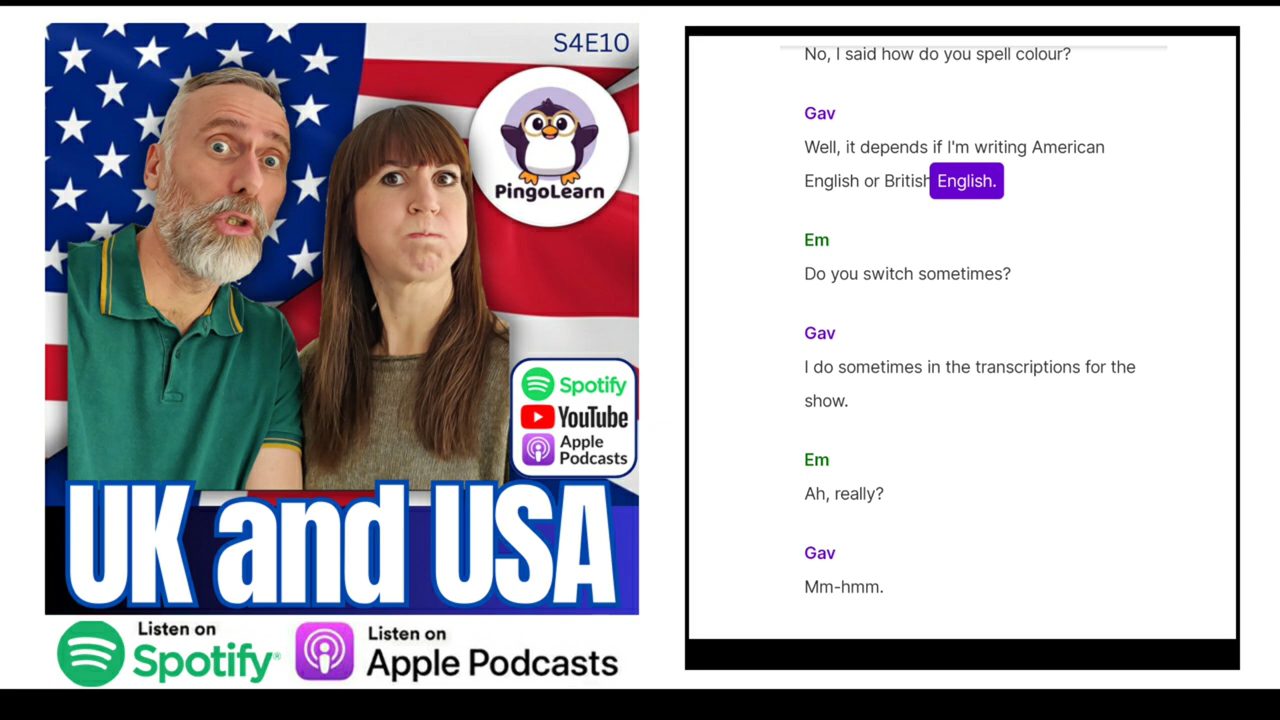 S4E10
PingoLearn
Spotify
YouTube
Apple
Podcasts
UK and USA
Listen on
Spotify
Listen on
Apple Podcasts
No, I said how do you spell colour?
Gav
Well, it depends if I'm writing American
English or British English.
Em
Do you switch sometimes?
Gav
I do sometimes in the transcriptions for the
show.
Em
Ah, really?
Gav
Mm-hmm.